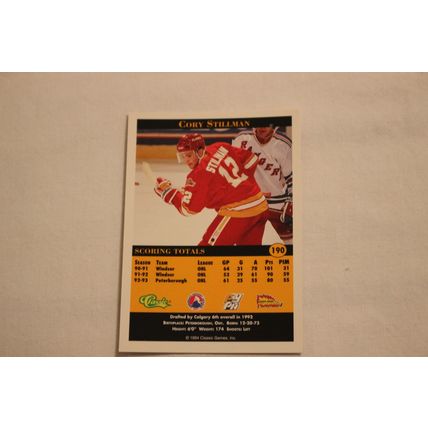 CORY STILLMAN
STILLMAN
12
12
RANGERS
SCORING TOTALS
190
SEASON TEAM LEAGUE GP G A PTS PIM
90-91 Windsor OHL 64 31 70 101 31
91-92 Windsor OHL 53 29 61 90 59
92-93 Peterborough OHL 61 25 55 80 55
Classic
Drafted by Calgary 6th overall in 1992
BIRTHPLACE: PETERBOROUGH, ONT. BORN: 12-20-73
HEIGHT: 6'0" WEIGHT: 174 SHOOTS: LEFT
© 1994 Classic Games, Inc.